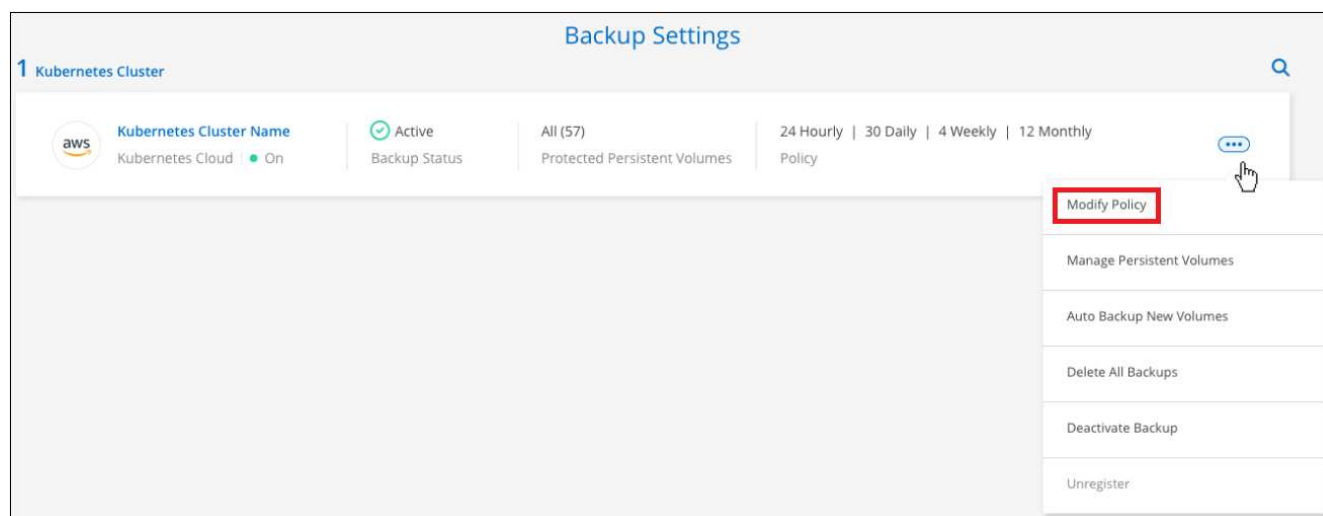 Backup Settings
1 Kubernetes Cluster
aws
Kubernetes Cluster Name
Kubernetes Cloud | On
Active
Backup Status
All (57)
Protected Persistent Volumes
24 Hourly | 30 Daily | 4 Weekly | 12 Monthly
Policy
Modify Policy
Manage Persistent Volumes
Auto Backup New Volumes
Delete All Backups
Deactivate Backup
Unregister